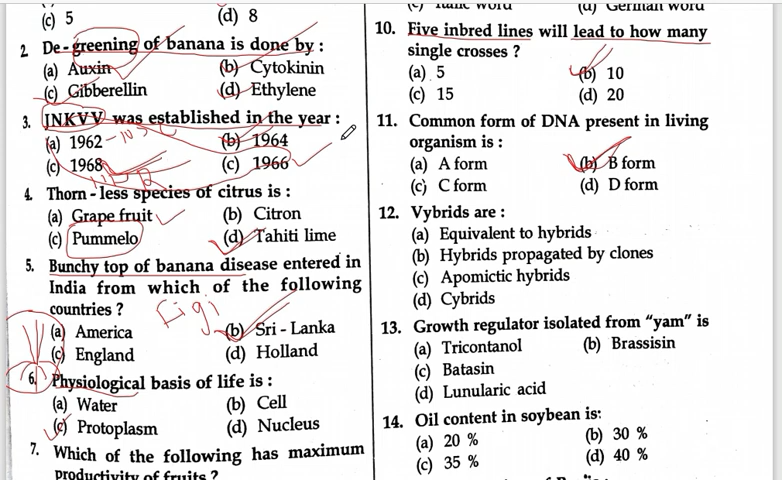 (c) 5 (d) 8
2. De-greening of banana is done by :
(a) Auxin (b) Cytokinin
(c) Gibberellin (d) Ethylene
3. JNKVV was established in the year :
(a) 1962 (b) 1964
(c) 1968 (c) 1966
4. Thorn-less species of citrus is :
(a) Grape fruit (b) Citron
(c) Pummelo (d) Tahiti lime
5. Bunchy top of banana disease entered in
India from which of the following
countries ?
Figi
(a) America (b) Sri-Lanka
(c) England (d) Holland
6. Physiological basis of life is :
(a) Water (b) Cell
(c) Protoplasm (d) Nucleus
7. Which of the following has maximum
productivity of fruits ?
(c) Italic word (d) German word
10. Five inbred lines will lead to how many
single crosses ?
(a) 5 (b) 10
(c) 15 (d) 20
11. Common form of DNA present in living
organism is :
(a) A form (b) B form
(c) C form (d) D form
12. Vybrids are :
(a) Equivalent to hybrids
(b) Hybrids propagated by clones
(c) Apomictic hybrids
(d) Cybrids
13. Growth regulator isolated from "yam" is
(a) Tricontanol (b) Brassisin
(c) Batasin
(d) Lunularic acid
14. Oil content in soybean is:
(a) 20 % (b) 30 %
(c) 35 % (d) 40 %